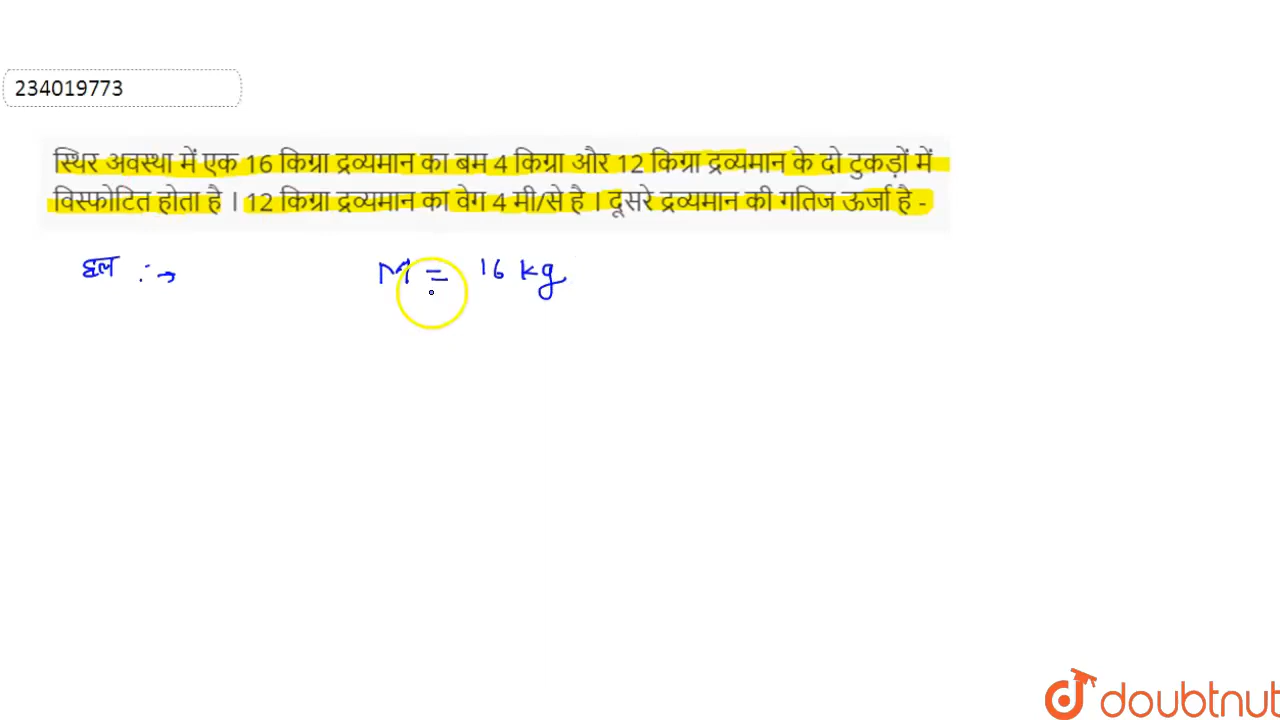 234019773
स्थिर अवस्था में एक 16 किग्रा द्रव्यमान का बम 4 किग्रा और 12 किग्रा द्रव्यमान के दो टुकड़ों में
विस्फोटित होता है । 12 किग्रा द्रव्यमान का वेग 4 मी/से है । दूसरे द्रव्यमान की गतिज ऊर्जा है -
हल :→ M = 16 kg
doubtnut